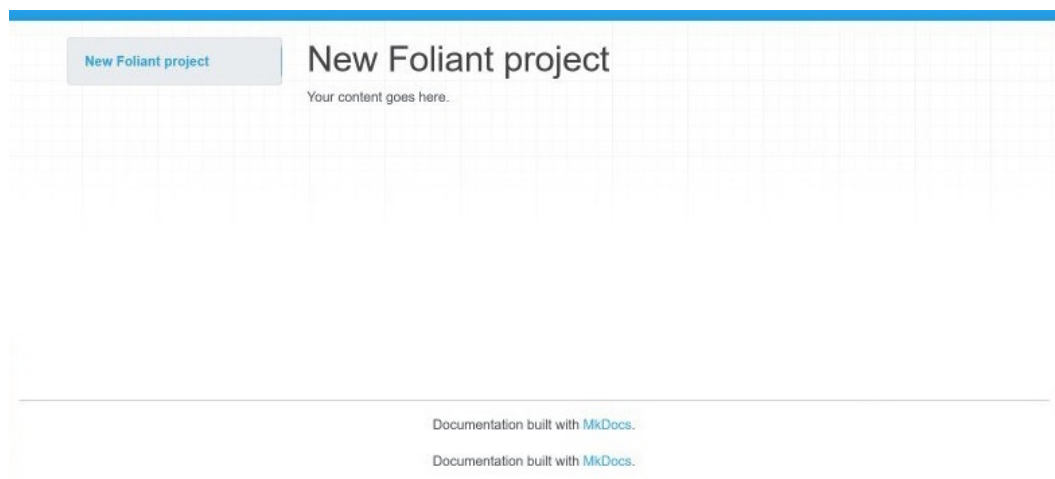 New Foliant project
New Foliant project
Your content goes here.
Documentation built with MkDocs.
Documentation built with MkDocs.